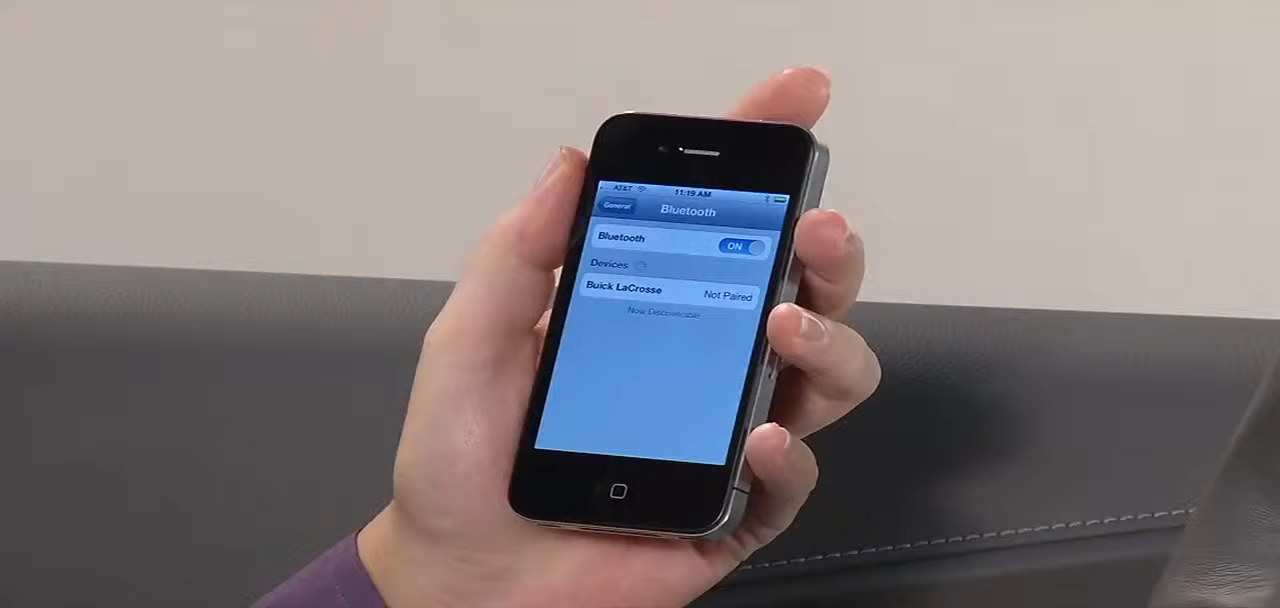 AT&T 11:19 AM
General Bluetooth
Bluetooth ON
Devices
Buick LaCrosse Not Paired
Now Discoverable